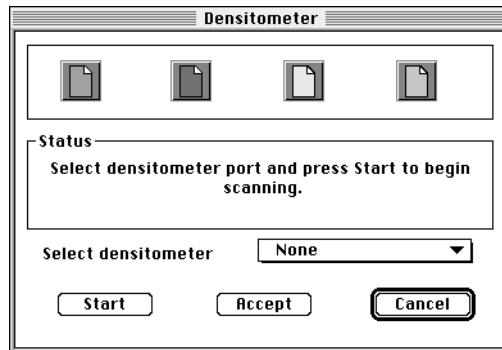 Densitometer
Status
Select densitometer port and press Start to begin
scanning.
Select densitometer None
Start Accept Cancel